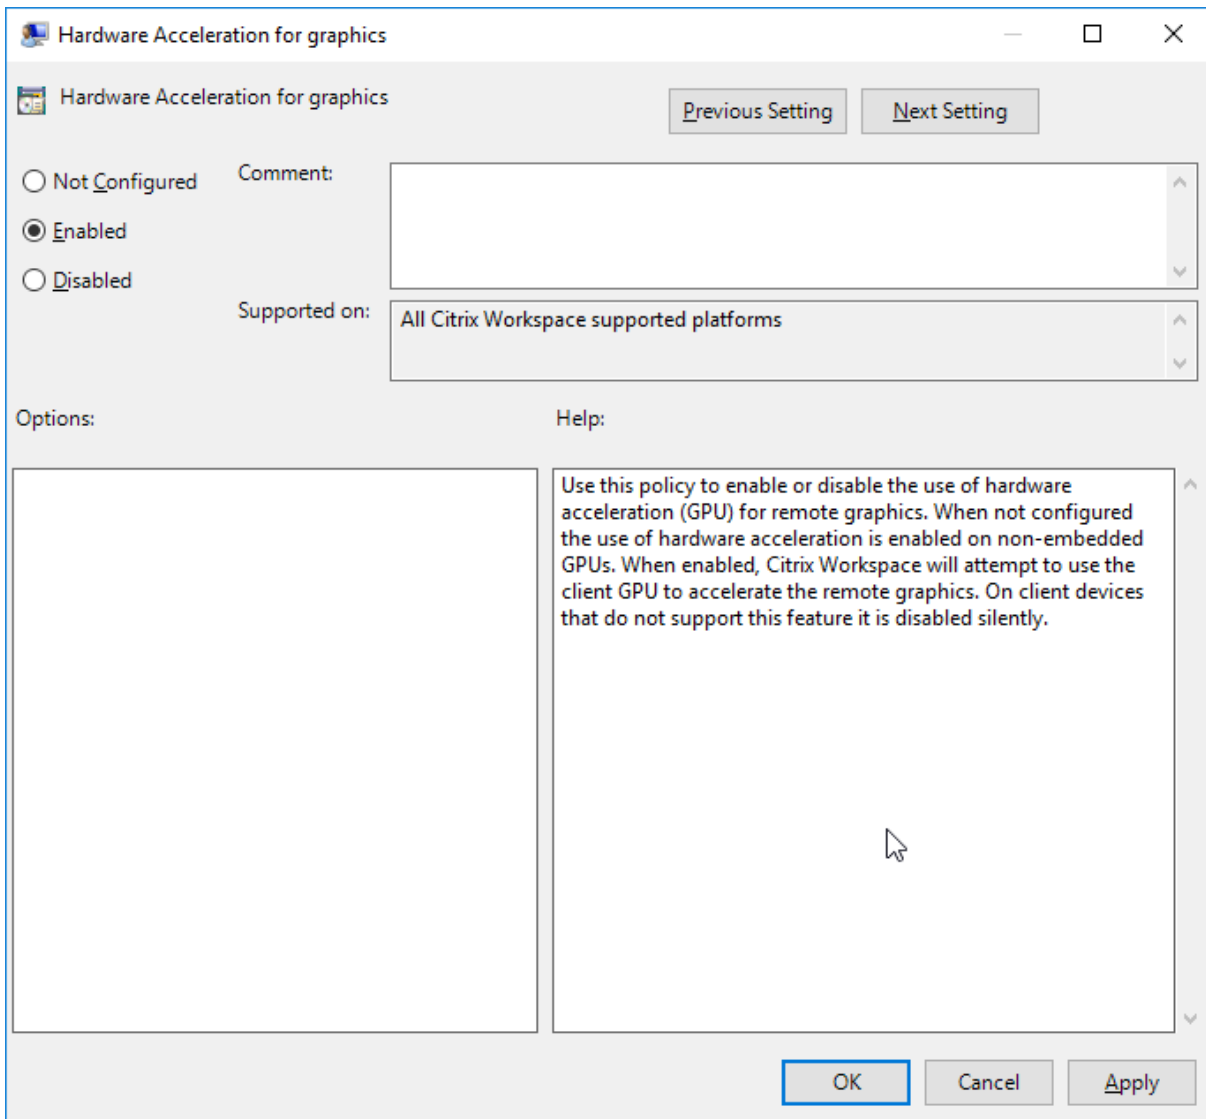 Hardware Acceleration for graphics
Hardware Acceleration for graphics
Previous Setting
Next Setting
Not Configured
Comment:
Enabled
Disabled
Supported on:
All Citrix Workspace supported platforms
Options:
Help:
Use this policy to enable or disable the use of hardware
acceleration (GPU) for remote graphics. When not configured
the use of hardware acceleration is enabled on non-embedded
GPUs. When enabled, Citrix Workspace will attempt to use the
client GPU to accelerate the remote graphics. On client devices
that do not support this feature it is disabled silently.
OK
Cancel
Apply